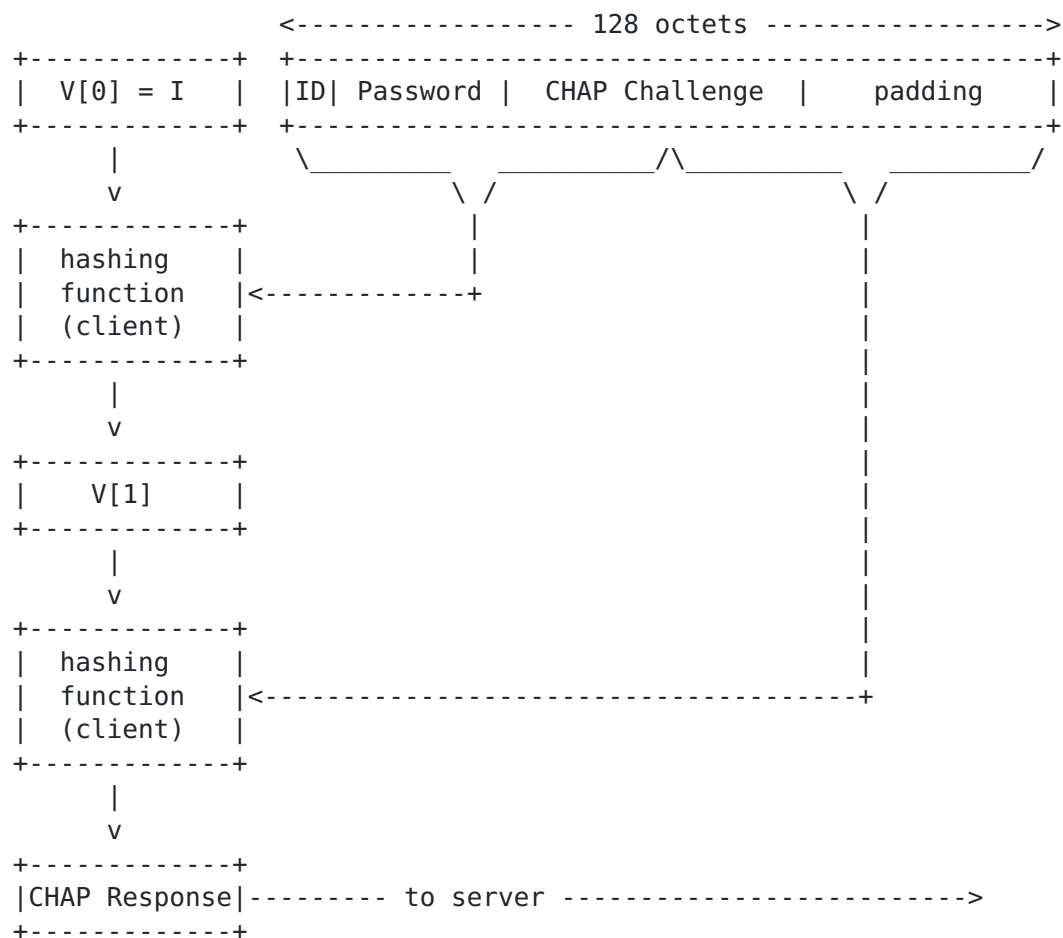 <------------------ 128 octets ------------------>
V[0] = I |ID| Password | CHAP Challenge | padding |
hashing
function
(client)
V[1]
hashing
function
(client)
CHAP Response|--------- to server -------------------------->